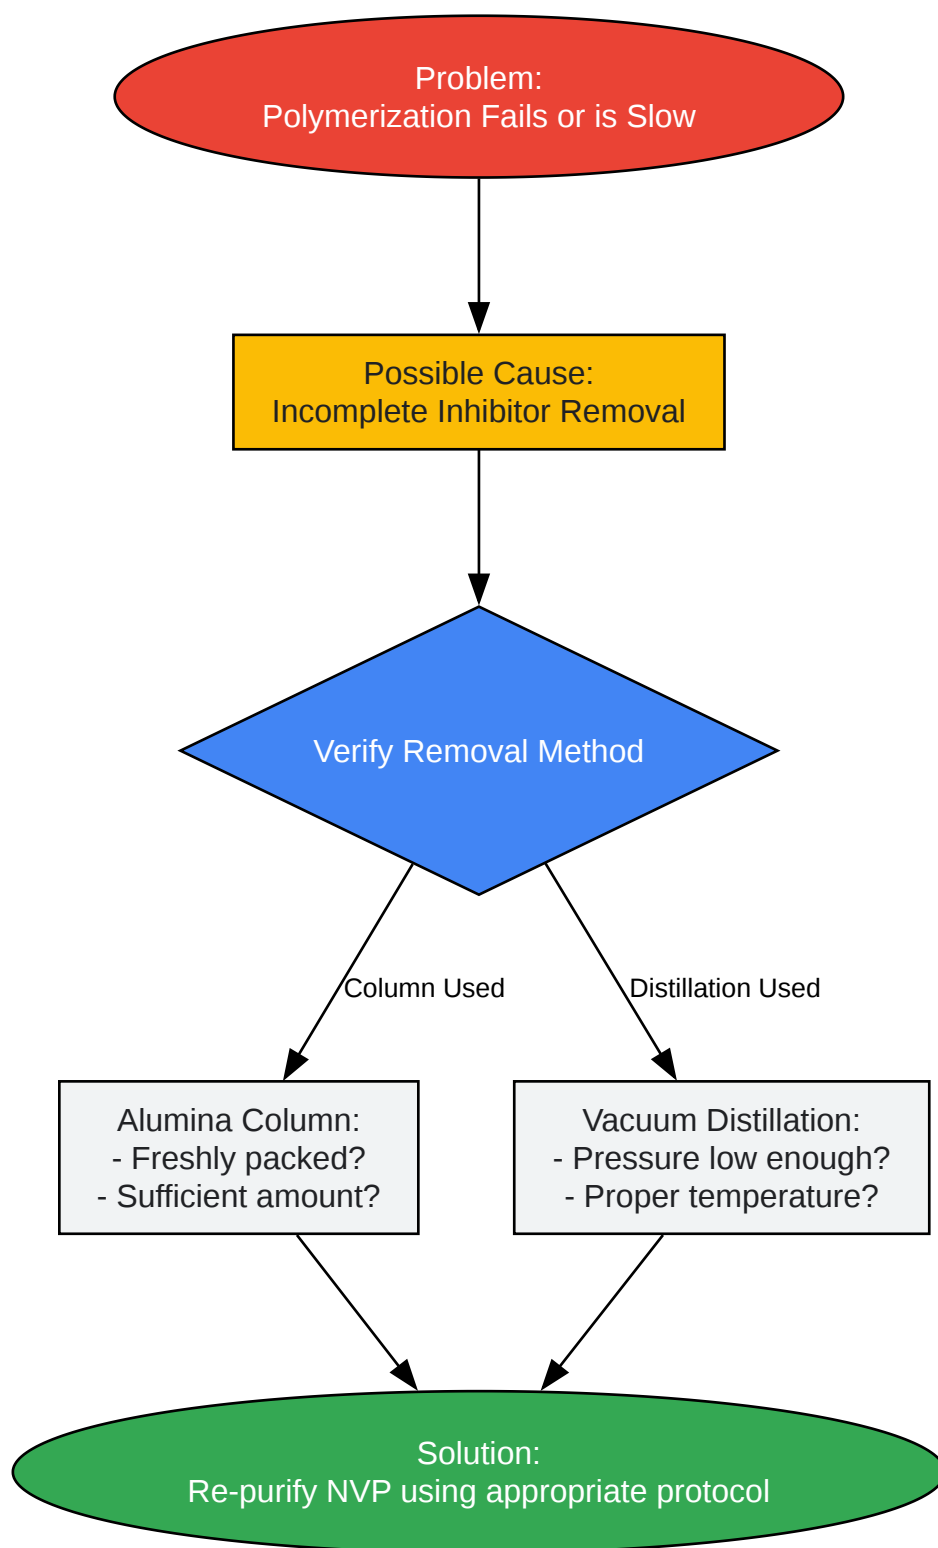 Problem:
Polymerization Fails or is Slow
Possible Cause:
Incomplete Inhibitor Removal
Verify Removal Method
Column Used
Distillation Used
Alumina Column:
- Freshly packed?
- Sufficient amount?
Vacuum Distillation:
- Pressure low enough?
- Proper temperature?
Solution:
Re-purify NVP using appropriate protocol